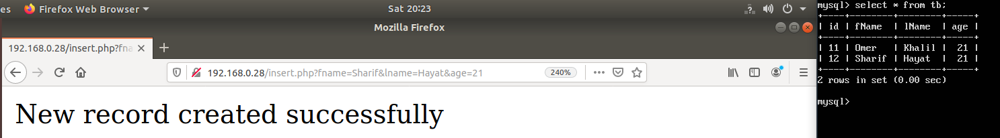 es Firefox Web Browser Sat 20:23
Mozilla Firefox
192.168.0.28/insert.php?fna
192.168.0.28/insert.php?fname=Sharif&lname=Hayat&age=21 240%
New record created successfully
mysql> select * from tb;
+----+--------+--------+-----+
| id | fName  | lName  | age |
+----+--------+--------+-----+
| 11 | Omer   | Khalil |  21 |
| 12 | Sharif | Hayat  |  21 |
+----+--------+--------+-----+
2 rows in set (0.00 sec)
mysql>